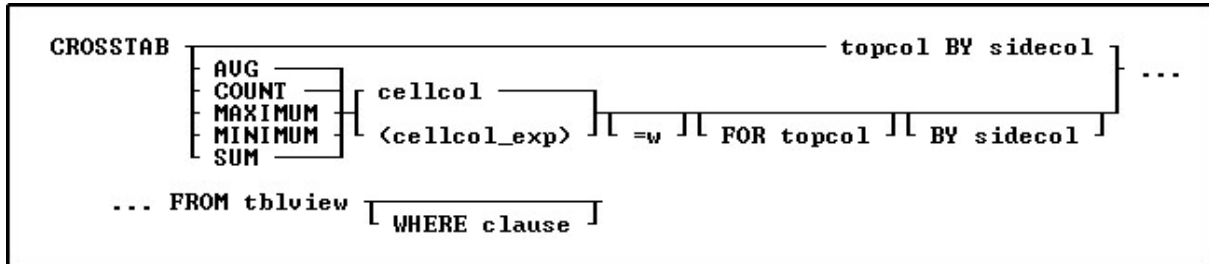 CROSSTAB topcol BY sidecol ...
AVG
COUNT cellcol
MAXIMUM
MINIMUM (cellcol_exp) =w FOR topcol BY sidecol
SUM
... FROM tblview
WHERE clause